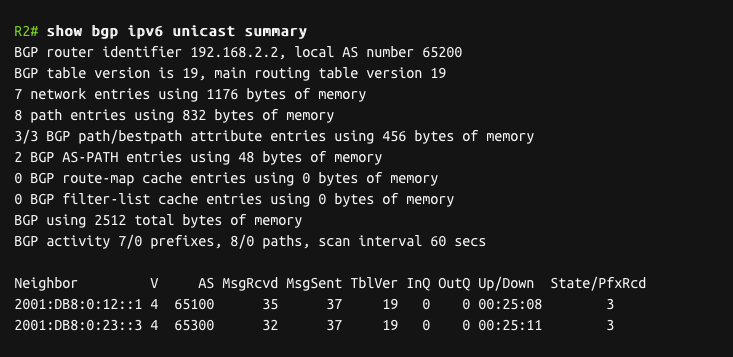 R2# show bgp ipv6 unicast summary
BGP router identifier 192.168.2.2, local AS number 65200
BGP table version is 19, main routing table version 19
7 network entries using 1176 bytes of memory
8 path entries using 832 bytes of memory
3/3 BGP path/bestpath attribute entries using 456 bytes of memory
2 BGP AS-PATH entries using 48 bytes of memory
0 BGP route-map cache entries using 0 bytes of memory
0 BGP filter-list cache entries using 0 bytes of memory
BGP using 2512 total bytes of memory
BGP activity 7/0 prefixes, 8/0 paths, scan interval 60 secs

Neighbor         V     AS MsgRcvd MsgSent  TblVer  InQ OutQ Up/Down  State/PfxRcd
2001:DB8:0:12::1 4  65100      35      37      19   0    0 00:25:08         3
2001:DB8:0:23::3 4  65300      32      37      19   0    0 00:25:11         3